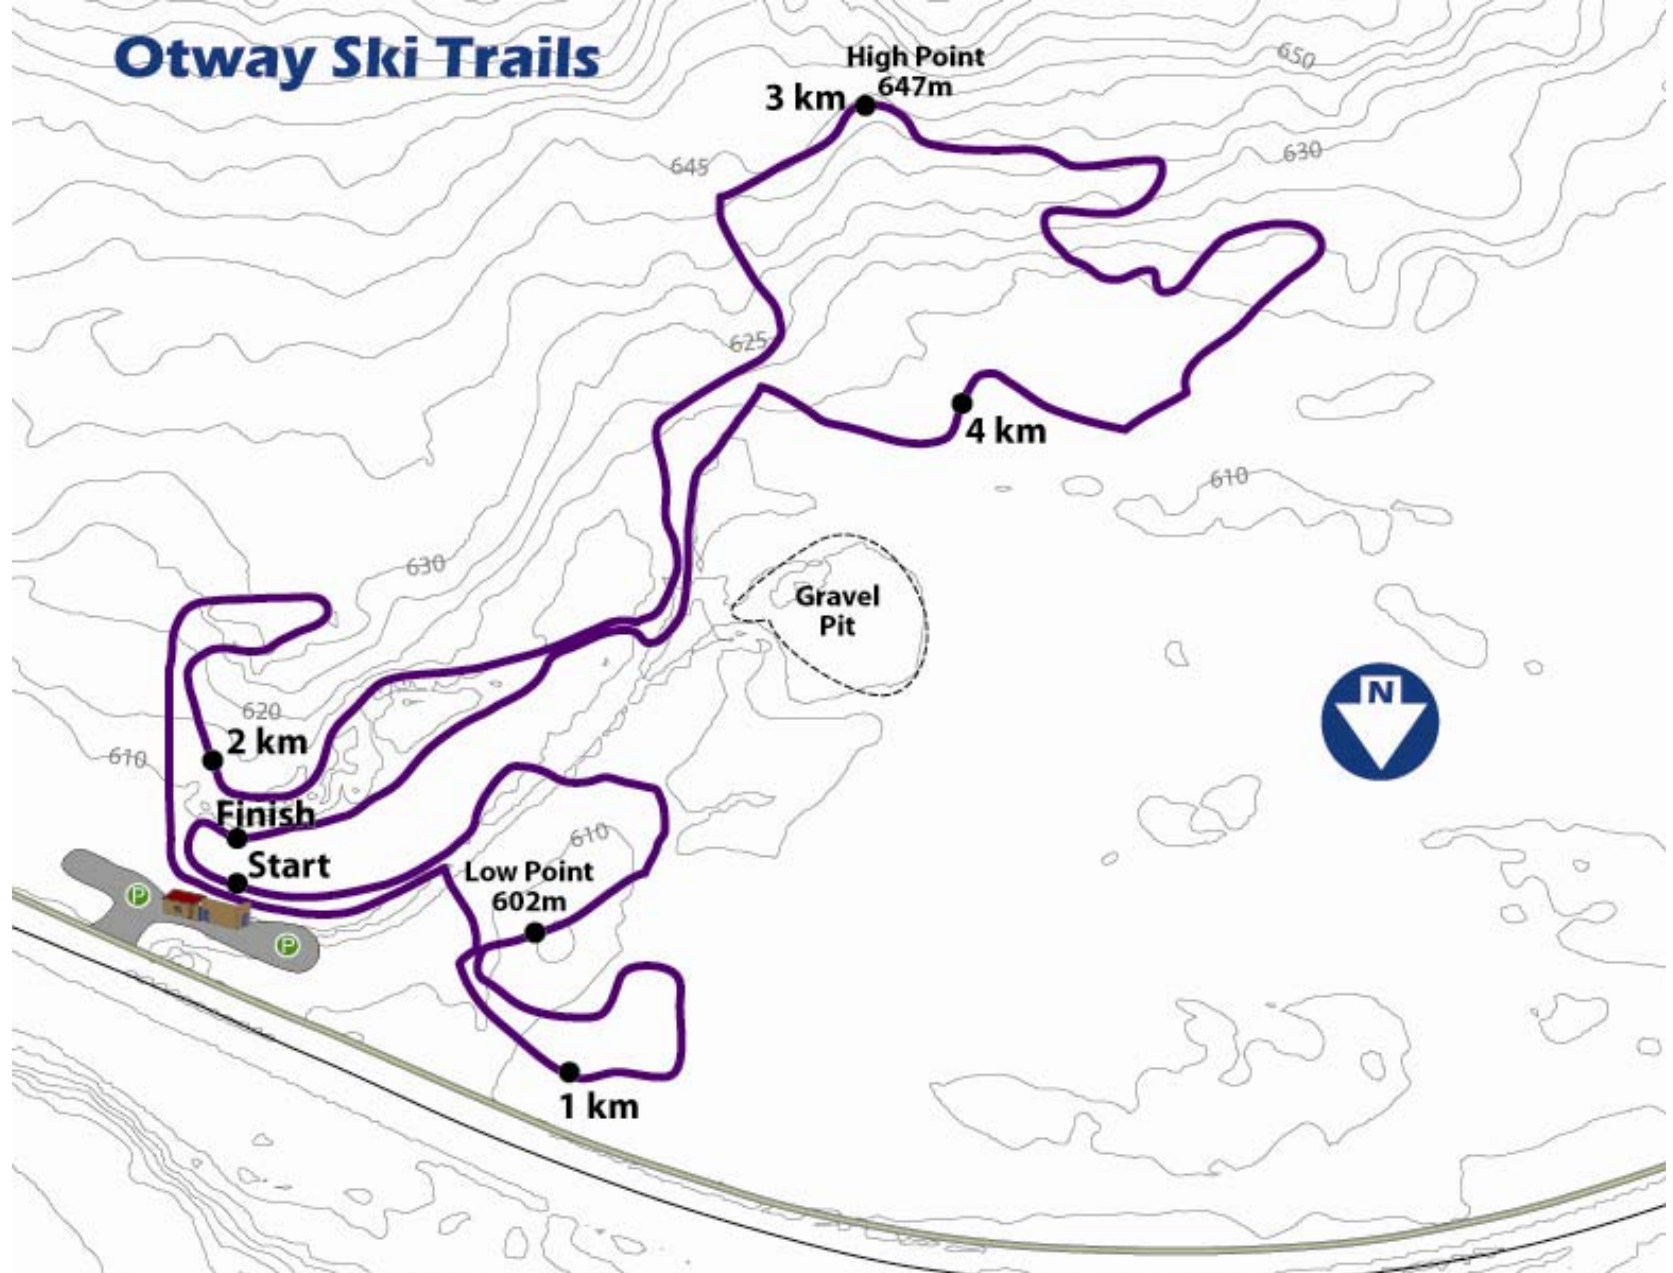 Otway Ski Trails
High Point
647m
3 km
650
645
630
625
4 km
610
Gravel
Pit
630
N
620
2 km
610
Finish
610
Start
Low Point
602m
P
P
1 km